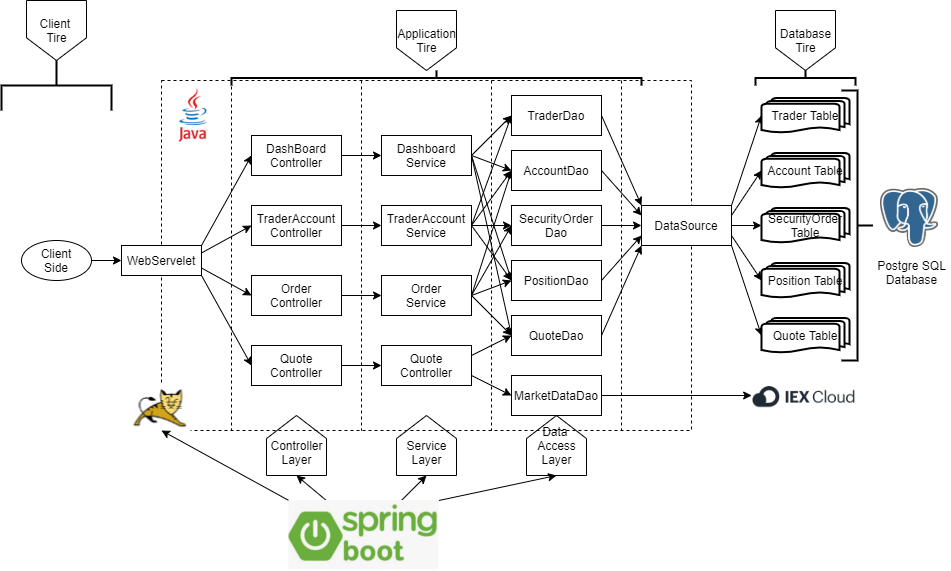 Client
Tire
Application
Tire
Database
Tire
Java
DashBoard
Controller
Dashboard
Service
TraderDao
Trader Table
AccountDao
Account Table
TraderAccount
Controller
TraderAccount
Service
SecurityOrder
Dao
DataSource
SecurityOrder
Table
Client
Side
WebServelet
Order
Controller
Order
Service
PositionDao
Position Table
Postgre SQL
Database
Quote
Controller
Quote
Controller
QuoteDao
Quote Table
MarketDataDao
IEX Cloud
Controller
Layer
Service
Layer
Data
Access
Layer
spring
boot